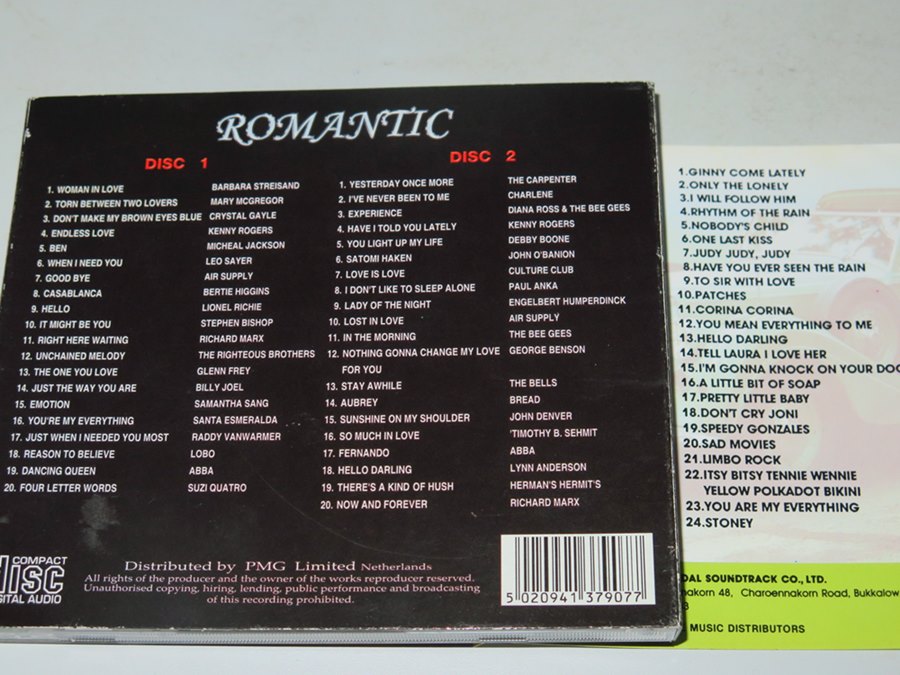 ROMANTIC
DISC 1
1. WOMAN IN LOVE BARBARA STREISAND
2. TORN BETWEEN TWO LOVERS MARY MCGREGOR
3. DON'T MAKE MY BROWN EYES BLUE CRYSTAL GAYLE
4. ENDLESS LOVE KENNY ROGERS
5. BEN MICHEAL JACKSON
6. WHEN I NEED YOU LEO SAYER
7. GOOD BYE AIR SUPPLY
8. CASABLANCA BERTIE HIGGINS
9. HELLO LIONEL RICHIE
10. IT MIGHT BE YOU STEPHEN BISHOP
11. RIGHT HERE WAITING RICHARD MARX
12. UNCHAINED MELODY THE RIGHTEOUS BROTHERS
13. THE ONE YOU LOVE GLENN FREY
14. JUST THE WAY YOU ARE BILLY JOEL
15. EMOTION SAMANTHA SANG
16. YOU'RE MY EVERYTHING SANTA ESMERALDA
17. JUST WHEN I NEEDED YOU MOST RADDY VANWARMER
18. REASON TO BELIEVE LOBO
19. DANCING QUEEN ABBA
20. FOUR LETTER WORDS SUZI QUATRO
DISC 2
1. YESTERDAY ONCE MORE THE CARPENTER
2. I'VE NEVER BEEN TO ME CHARLENE
3. EXPERIENCE DIANA ROSS & THE BEE GEES
4. HAVE I TOLD YOU LATELY KENNY ROGERS
5. YOU LIGHT UP MY LIFE DEBBY BOONE
6. SATOMI HAKEN JOHN O'BANION
7. LOVE IS LOVE CULTURE CLUB
8. I DON'T LIKE TO SLEEP ALONE PAUL ANKA
9. LADY OF THE NIGHT ENGELBERT HUMPERDINCK
10. LOST IN LOVE AIR SUPPLY
11. IN THE MORNING THE BEE GEES
12. NOTHING GONNA CHANGE MY LOVE GEORGE BENSON
FOR YOU
13. STAY AWHILE THE BELLS
14. AUBREY BREAD
15. SUNSHINE ON MY SHOULDER JOHN DENVER
16. SO MUCH IN LOVE 'TIMOTHY B. SEHMIT
17. FERNANDO ABBA
18. HELLO DARLING LYNN ANDERSON
19. THERE'S A KIND OF HUSH HERMAN'S HERMIT'S
20. NOW AND FOREVER RICHARD MARX
COMPACT
disc
DIGITAL AUDIO
Distributed by PMG Limited Netherlands
All rights of the producer and the owner of the works reproducer reserved.
Unauthorised copying, hiring, lending, public performance and broadcasting
of this recording prohibited.
5 020941 379077
1.GINNY COME LATELY
2.ONLY THE LONELY
3.I WILL FOLLOW HIM
4.RHYTHM OF THE RAIN
5.NOBODY'S CHILD
6.ONE LAST KISS
7.JUDY JUDY, JUDY
8.HAVE YOU EVER SEEN THE RAIN
9.TO SIR WITH LOVE
10.PATCHES
11.CORINA CORINA
12.YOU MEAN EVERYTHING TO ME
13.HELLO DARLING
14.TELL LAURA I LOVE HER
15.I'M GONNA KNOCK ON YOUR DOO
16.A LITTLE BIT OF SOAP
17.PRETTY LITTLE BABY
18.DON'T CRY JONI
19.SPEEDY GONZALES
20.SAD MOVIES
21.LIMBO ROCK
22.ITSY BITSY TENNIE WENNIE
YELLOW POLKADOT BIKINI
23.YOU ARE MY EVERYTHING
24.STONEY
DAL SOUNDTRACK CO., LTD.
nakorn 48, Charoennakorn Road, Bukkalow
3
MUSIC DISTRIBUTORS